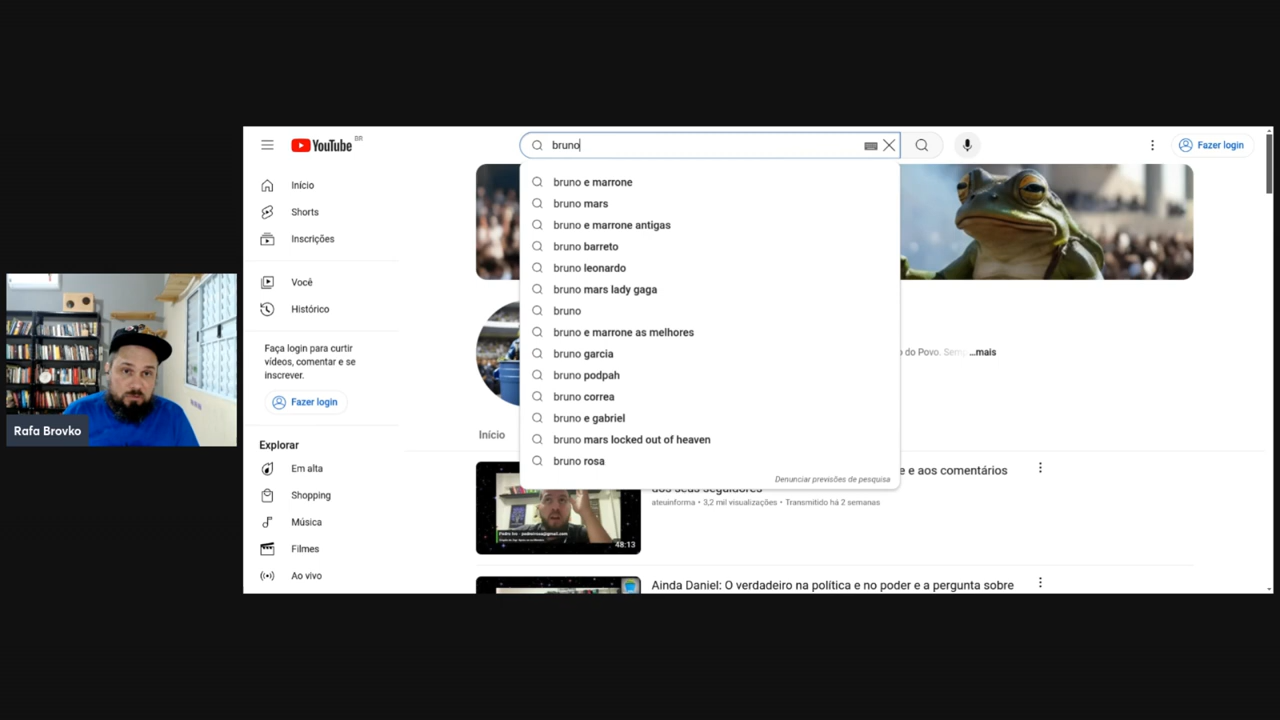 YouTube BR
bruno
Fazer login
Início
Shorts
Inscrições
Você
Histórico
Faça login para curtir
vídeos, comentar e se
inscrever.
Fazer login
Explorar
Em alta
Shopping
Música
Filmes
Ao vivo
bruno e marrone
bruno mars
bruno e marrone antigas
bruno barreto
bruno leonardo
bruno mars lady gaga
bruno
bruno e marrone as melhores
bruno garcia
bruno podpah
bruno correa
bruno e gabriel
bruno mars locked out of heaven
bruno rosa
Denunciar previsões de pesquisa
do Povo. Sem ...mais
Início
e e aos comentários
dos seus seguidores
ateuinforma • 3,2 mil visualizações • Transmitido há 2 semanas
48:13
Ainda Daniel: O verdadeiro na política e no poder e a pergunta sobre
Rafa Brovko